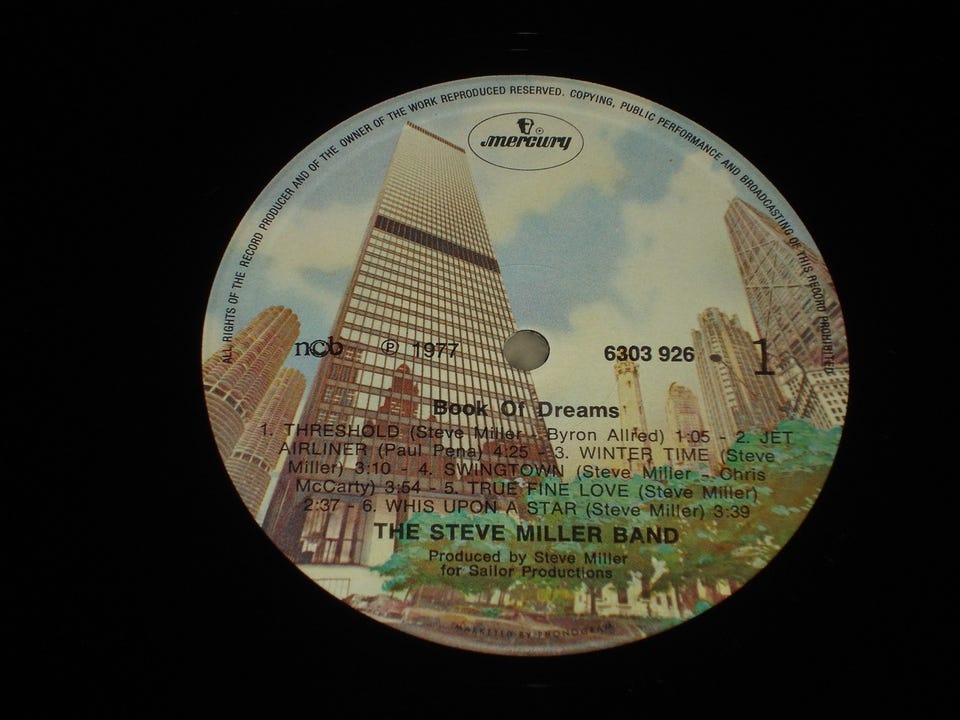 ALL RIGHTS OF THE RECORD PRODUCER AND OF THE OWNER OF THE WORK REPRODUCED RESERVED. COPYING, PUBLIC PERFORMANCE AND BROADCASTING OF THIS RECORD PROHIBITED.
mercury
ncb Ⓟ 1977 6303 926 • 1
Book Of Dreams
1. THRESHOLD (Steve Miller - Byron Allred) 1:05 - 2. JET
AIRLINER (Paul Pena) 4:25 - 3. WINTER TIME (Steve
Miller) 3:10 - 4. SWINGTOWN (Steve Miller - Chris
McCarty) 3:54 - 5. TRUE FINE LOVE (Steve Miller)
2:37 - 6. WHIS UPON A STAR (Steve Miller) 3:39
THE STEVE MILLER BAND
Produced by Steve Miller
for Sailor Productions
MARKETED BY PHONOGRAM